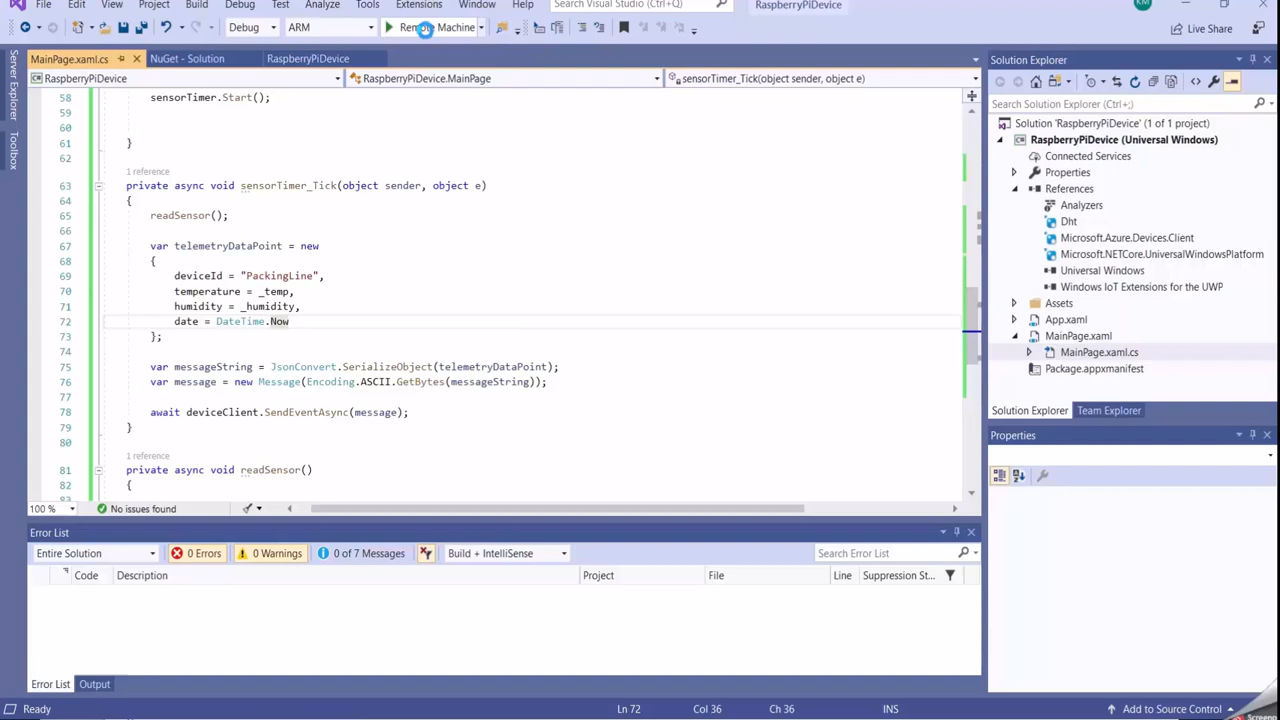 File Edit View Project Build Debug Test Analyze Tools Extensions Window Help Search Visual Studio RaspberryPiDevice KM
Debug ARM Remote Machine Live Share
Server Explorer
Toolbox
MainPage.xaml.cs NuGet - Solution RaspberryPiDevice
RaspberryPiDevice RaspberryPiDevice.MainPage sensorTimer_Tick(object sender, object e)
58 sensorTimer.Start();
59
60
61 }
62
1 reference
63 private async void sensorTimer_Tick(object sender, object e)
64 {
65 readSensor();
66
67 var telemetryDataPoint = new
68 {
69 deviceId = "PackingLine",
70 temperature = _temp,
71 humidity = _humidity,
72 date = DateTime.Now
73 };
74
75 var messageString = JsonConvert.SerializeObject(telemetryDataPoint);
76 var message = new Message(Encoding.ASCII.GetBytes(messageString));
77
78 await deviceClient.SendEventAsync(message);
79 }
80
1 reference
81 private async void readSensor()
82 {
83
100 % No issues found
Solution Explorer
Search Solution Explorer (Ctrl+;)
Solution 'RaspberryPiDevice' (1 of 1 project)
RaspberryPiDevice (Universal Windows)
Connected Services
Properties
References
Analyzers
Dht
Microsoft.Azure.Devices.Client
Microsoft.NETCore.UniversalWindowsPlatform
Universal Windows
Windows IoT Extensions for the UWP
Assets
App.xaml
MainPage.xaml
MainPage.xaml.cs
Package.appxmanifest
Solution Explorer Team Explorer
Properties
Error List
Entire Solution 0 Errors 0 Warnings 0 of 7 Messages Build + IntelliSense Search Error List
Code Description Project File Line Suppression St...
Error List Output
Ready Ln 72 Col 36 Ch 36 INS Add to Source Control